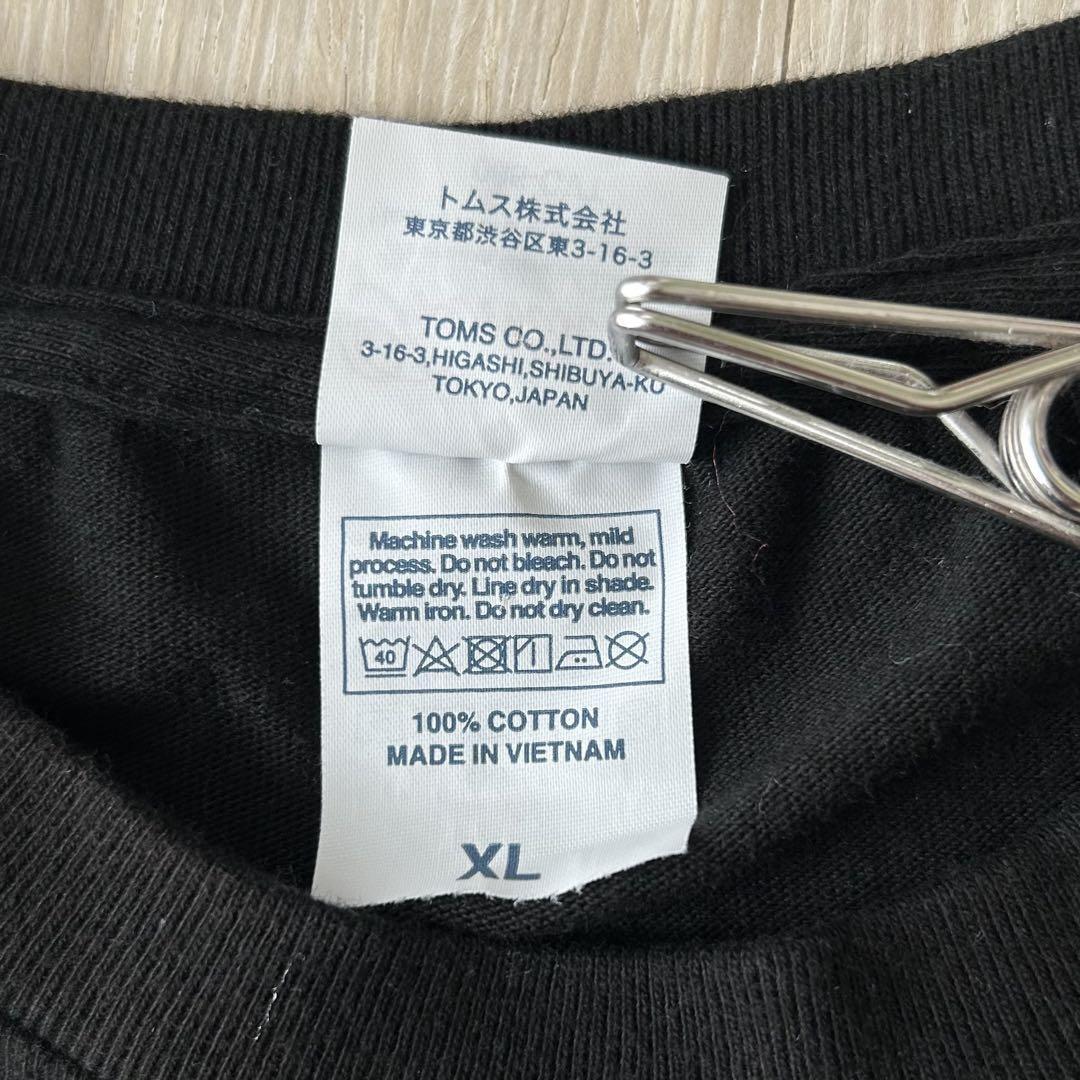 トムス株式会社
東京都渋谷区東3-16-3
TOMS CO.,LTD.
3-16-3,HIGASHI,SHIBUYA-KU
TOKYO,JAPAN
Machine wash warm, mild
process. Do not bleach. Do not
tumble dry. Line dry in shade.
Warm iron. Do not dry clean.
40
100% COTTON
MADE IN VIETNAM
XL